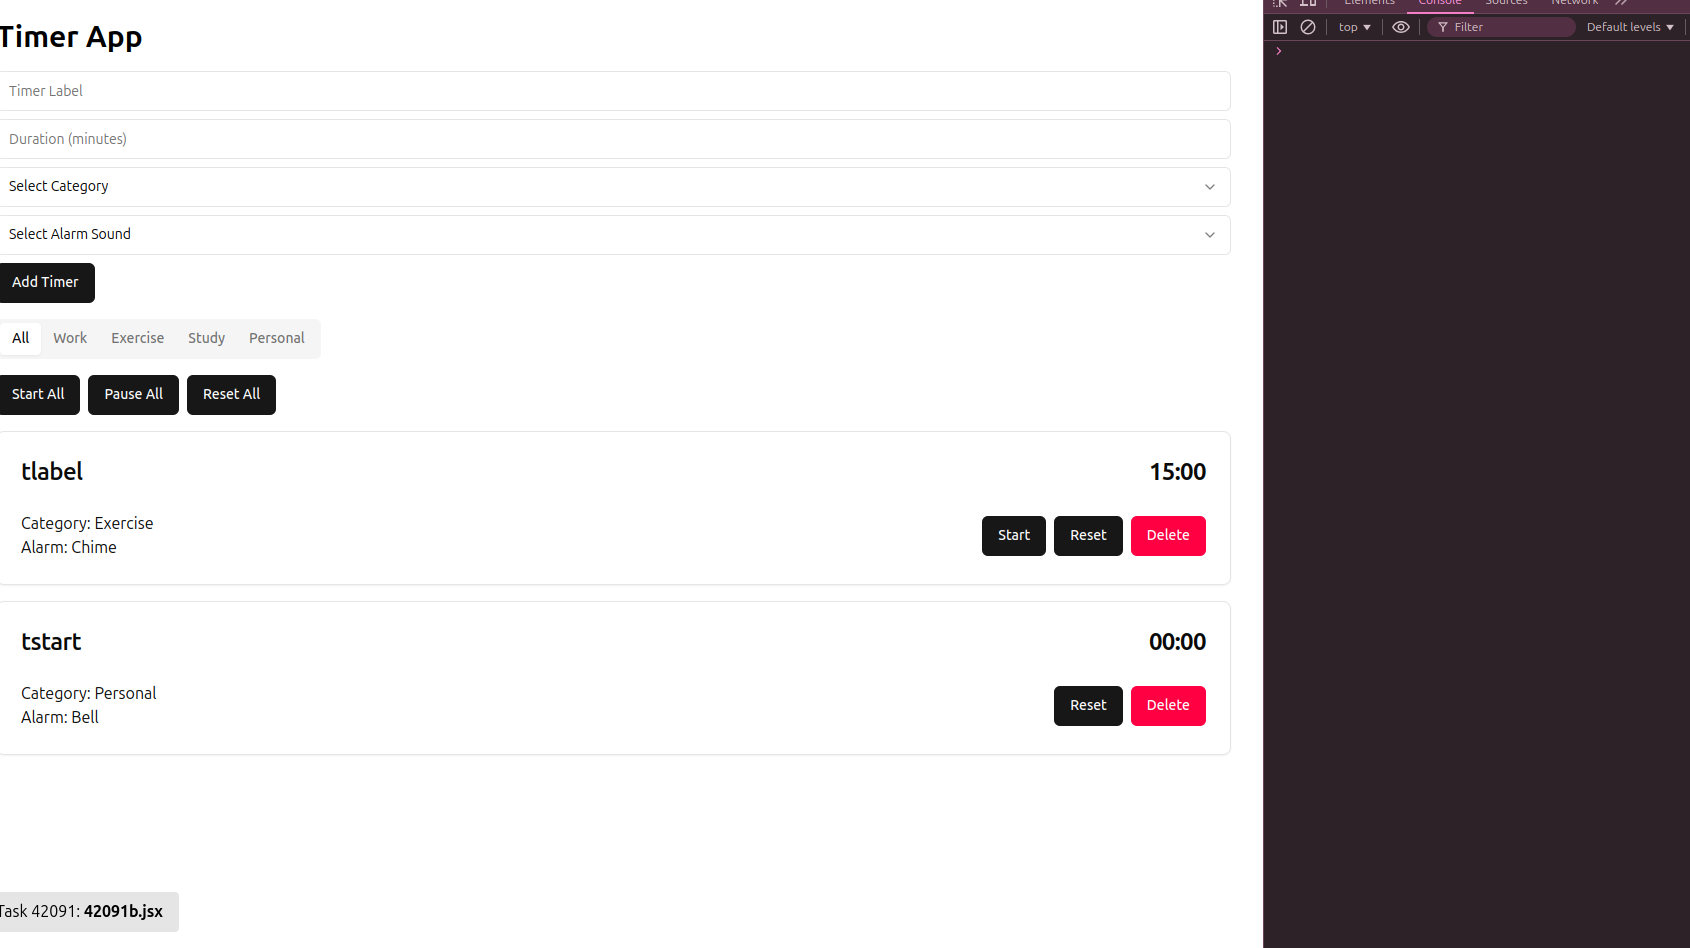 Timer App
Timer Label
Duration (minutes)
Select Category
Select Alarm Sound
Add Timer
All Work Exercise Study Personal
Start All Pause All Reset All
tlabel 15:00
Category: Exercise
Alarm: Chime
Start Reset Delete
tstart 00:00
Category: Personal
Alarm: Bell
Reset Delete
Task 42091: 42091b.jsx
Elements Console Sources Network
top Filter Default levels